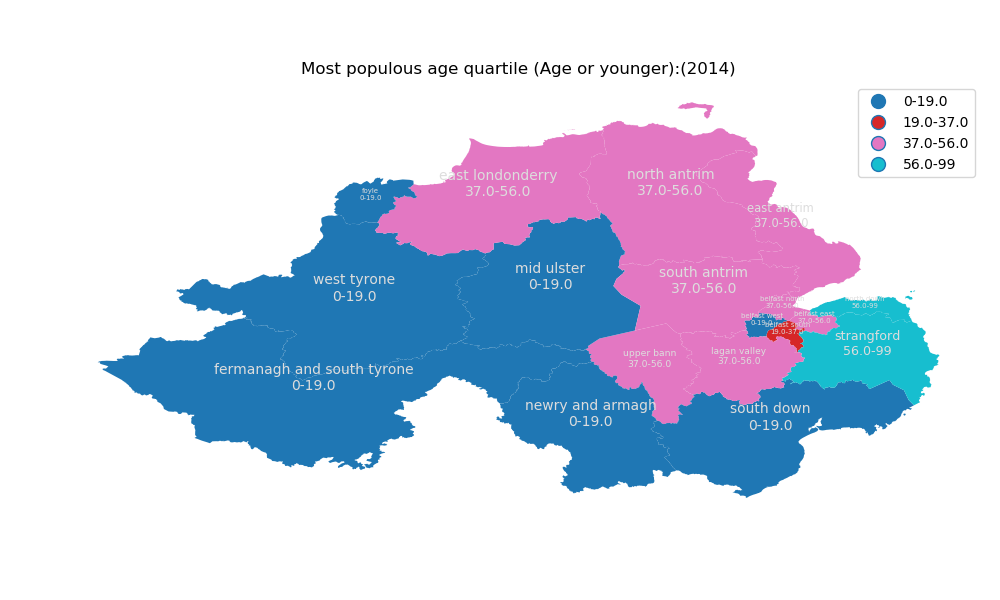 Most populous age quartile (Age or younger):(2014)
0-19.0
19.0-37.0
37.0-56.0
56.0-99
east londonderry
37.0-56.0
north antrim
37.0-56.0
foyle
0-19.0
east antrim
37.0-56.0
west tyrone
0-19.0
mid ulster
0-19.0
south antrim
37.0-56.0
belfast north
37.0-56.0
north down
56.0-99
belfast west
0-19.0
belfast east
37.0-56.0
belfast south
19.0-37.0
strangford
56.0-99
upper bann
37.0-56.0
lagan valley
37.0-56.0
fermanagh and south tyrone
0-19.0
newry and armagh
0-19.0
south down
0-19.0